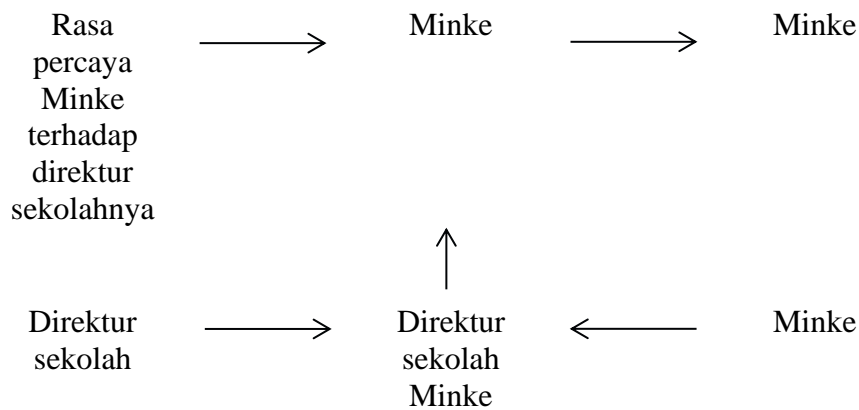 Rasa
percaya
Minke
terhadap
direktur
sekolahnya
Minke
Minke
Direktur
sekolah
Direktur
sekolah
Minke
Minke